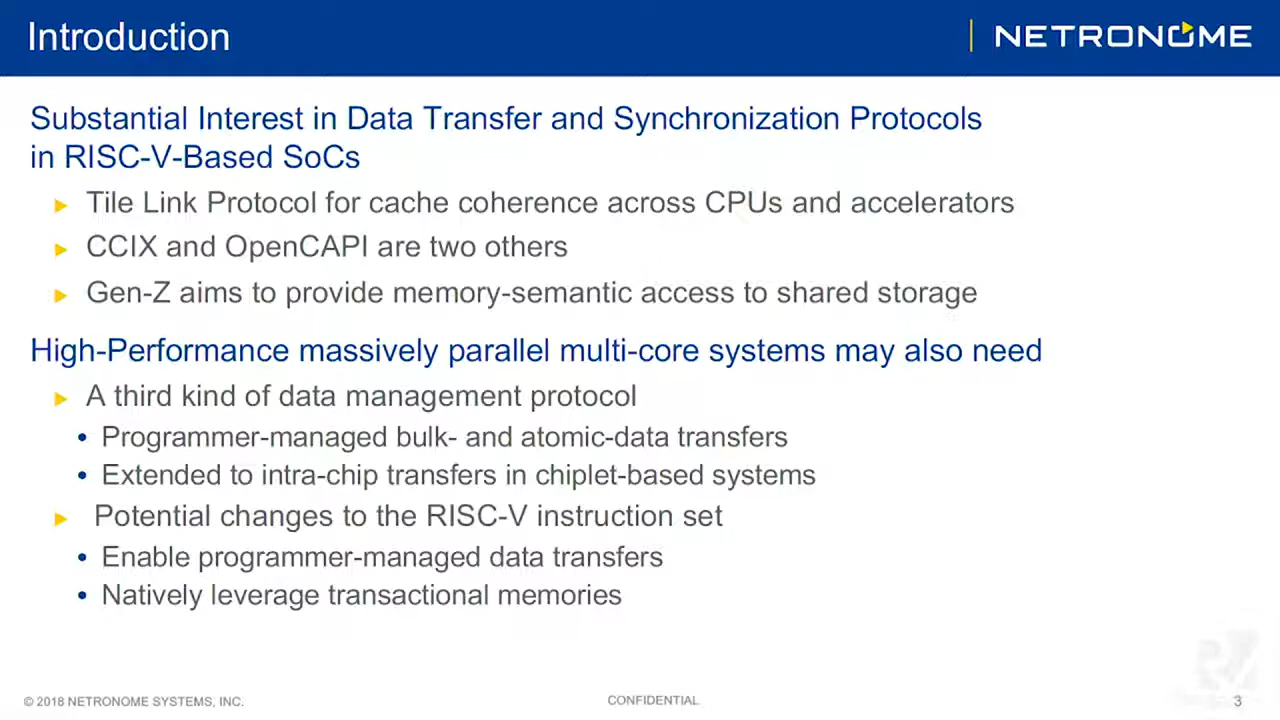 Introduction
NETRONOME
Substantial Interest in Data Transfer and Synchronization Protocols
in RISC-V-Based SoCs
Tile Link Protocol for cache coherence across CPUs and accelerators
CCIX and OpenCAPI are two others
Gen-Z aims to provide memory-semantic access to shared storage
High-Performance massively parallel multi-core systems may also need
A third kind of data management protocol
Programmer-managed bulk- and atomic-data transfers
Extended to intra-chip transfers in chiplet-based systems
Potential changes to the RISC-V instruction set
Enable programmer-managed data transfers
Natively leverage transactional memories
© 2018 NETRONOME SYSTEMS, INC.
CONFIDENTIAL
3